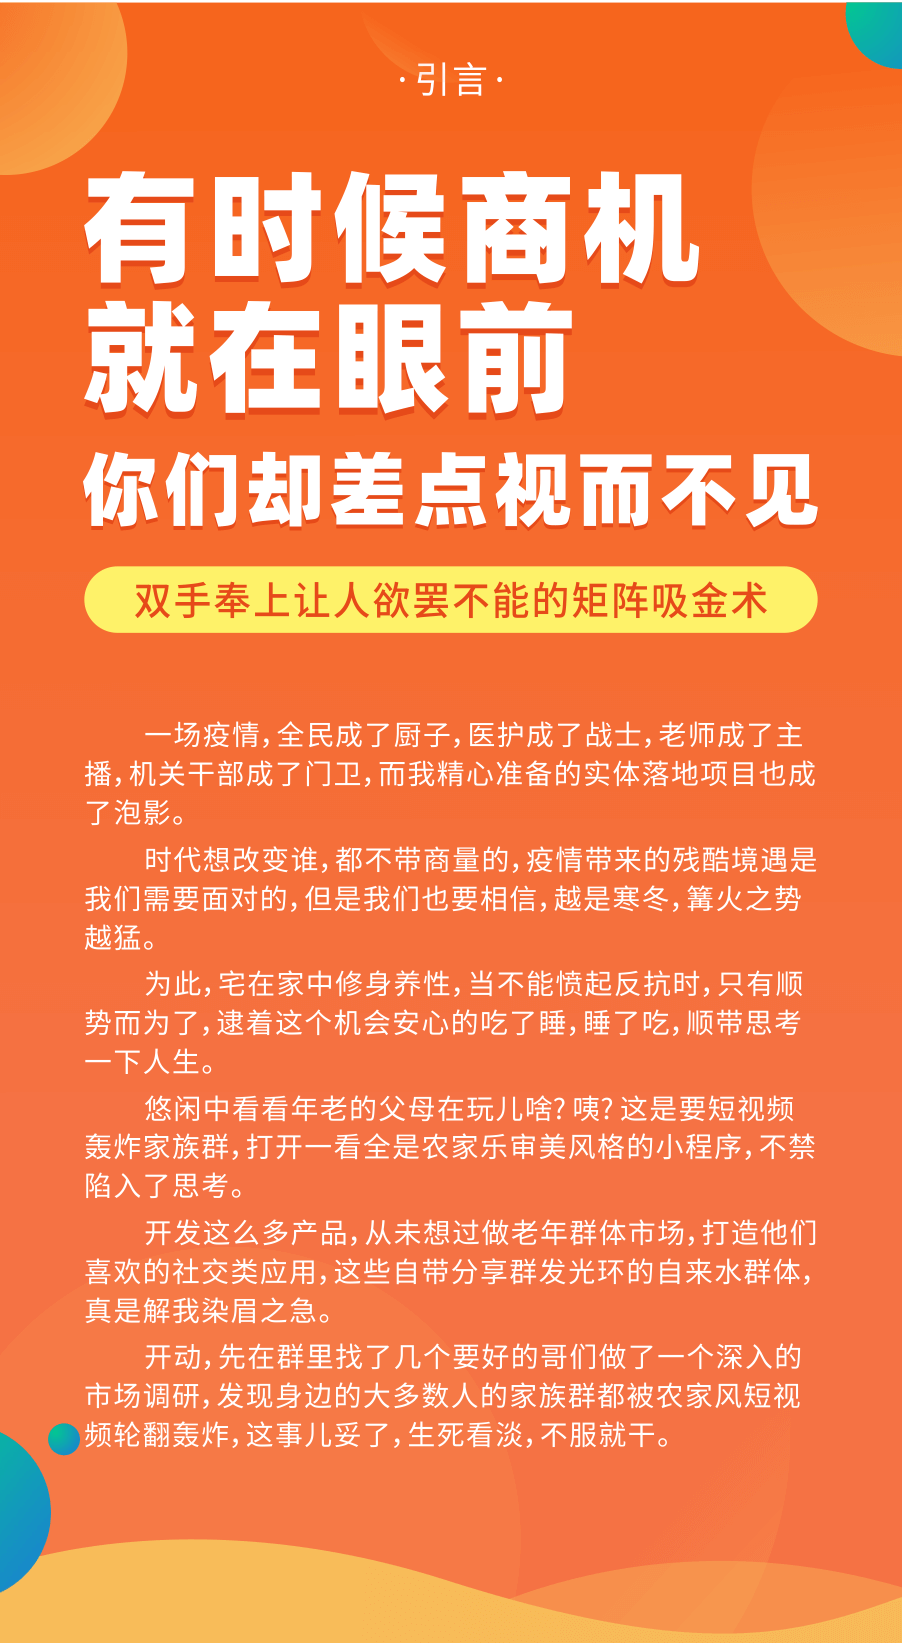 ·引言·
有时候商机
就在眼前
你们却差点视而不见
双手奉上让人欲罢不能的矩阵吸金术
一场疫情,全民成了厨子,医护成了战士,老师成了主
播,机关干部成了门卫,而我精心准备的实体落地项目也成
了泡影。
时代想改变谁,都不带商量的,疫情带来的残酷境遇是
我们需要面对的,但是我们也要相信,越是寒冬,篝火之势
越猛。
为此,宅在家中修身养性,当不能愤起反抗时,只有顺
势而为了,逮着这个机会安心的吃了睡,睡了吃,顺带思考
一下人生。
悠闲中看看年老的父母在玩儿啥?咦?这是要短视频
轰炸家族群,打开一看全是农家乐审美风格的小程序,不禁
陷入了思考。
开发这么多产品,从未想过做老年群体市场,打造他们
喜欢的社交类应用,这些自带分享群发光环的自来水群体,
真是解我染眉之急。
开动,先在群里找了几个要好的哥们做了一个深入的
市场调研,发现身边的大多数人的家族群都被农家风短视
频轮翻轰炸,这事儿妥了,生死看淡,不服就干。